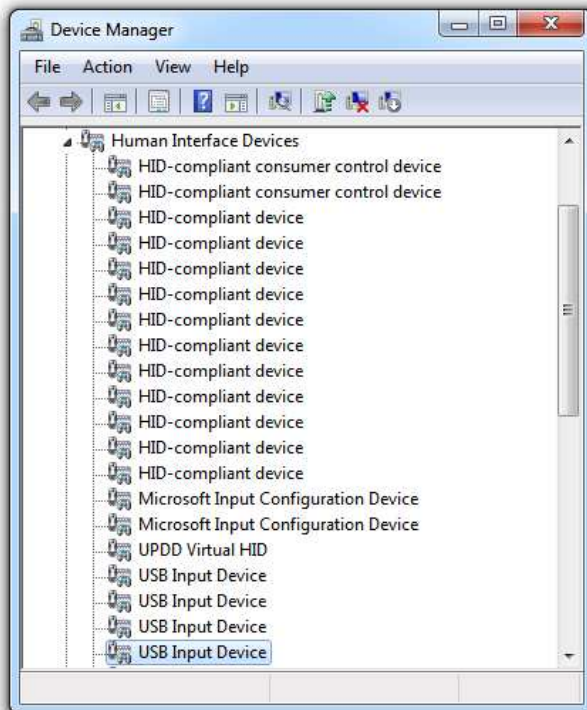 Device Manager
File Action View Help
Human Interface Devices
HID-compliant consumer control device
HID-compliant consumer control device
HID-compliant device
HID-compliant device
HID-compliant device
HID-compliant device
HID-compliant device
HID-compliant device
HID-compliant device
HID-compliant device
HID-compliant device
HID-compliant device
HID-compliant device
Microsoft Input Configuration Device
Microsoft Input Configuration Device
UPDD Virtual HID
USB Input Device
USB Input Device
USB Input Device
USB Input Device